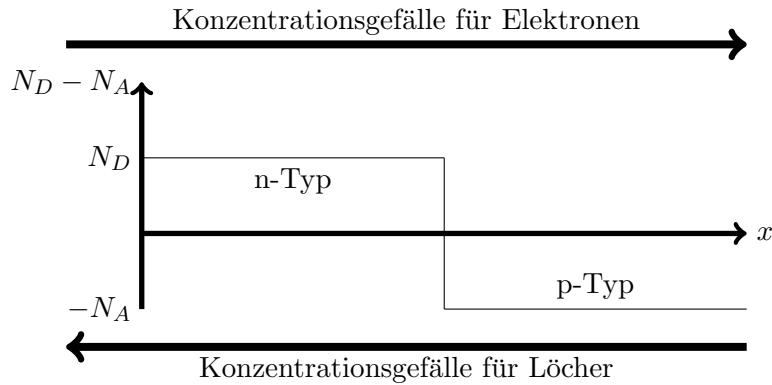 Konzentrationsgefälle für Elektronen
N_D − N_A
N_D
n-Typ
x
p-Typ
−N_A
Konzentrationsgefälle für Löcher